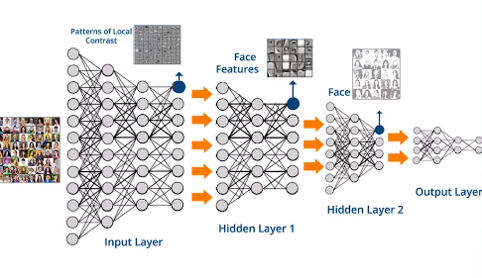 Patterns of Local
Contrast
Face
Features
Face
Input Layer
Hidden Layer 1
Hidden Layer 2
Output Layer